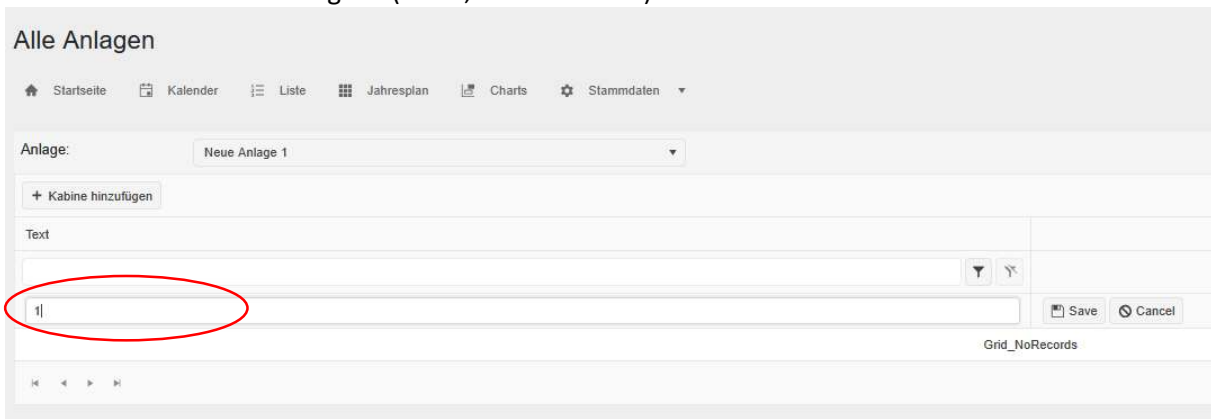 Alle Anlagen
Startseite Kalender Liste Jahresplan Charts Stammdaten
Anlage: Neue Anlage 1
+ Kabine hinzufügen
Text
1
Save Cancel
Grid_NoRecords